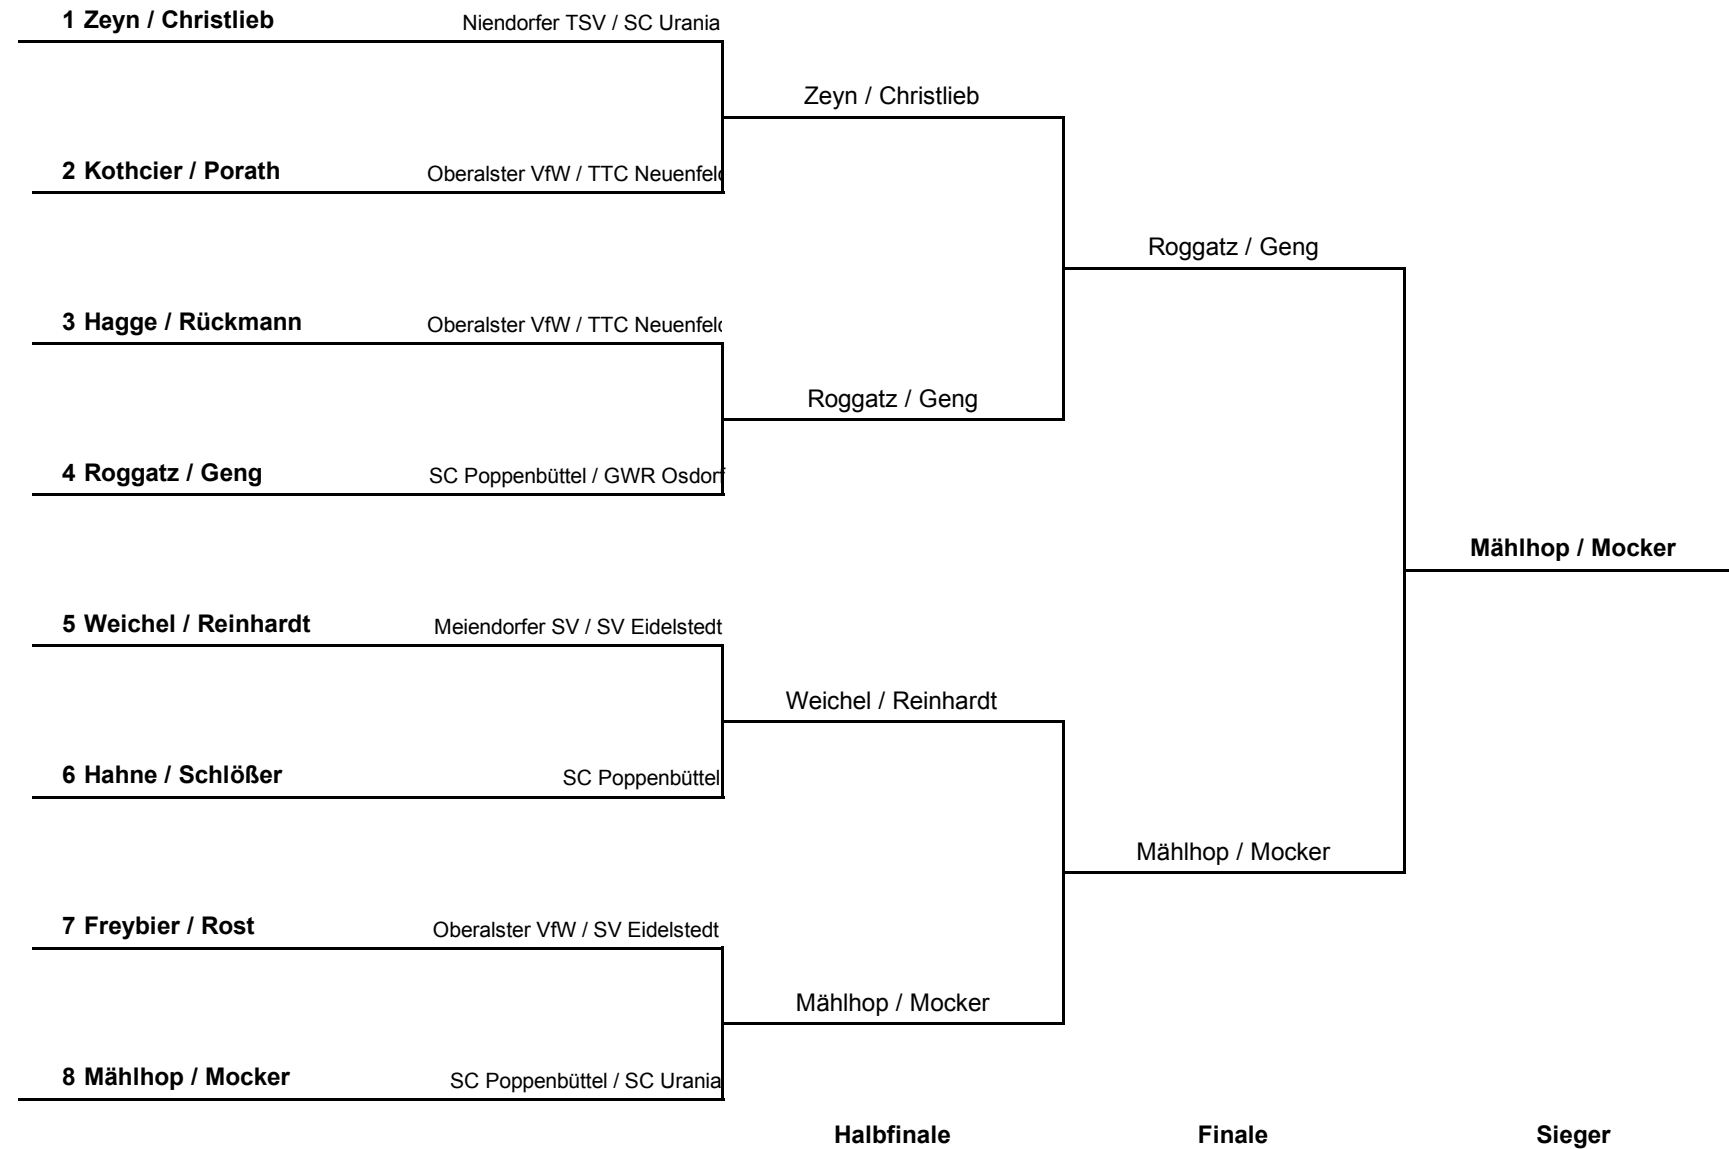 1 Zeyn / Christlieb Niendorfer TSV / SC Urania
Zeyn / Christlieb
2 Kothcier / Porath Oberalster VfW / TTC Neuenfeld
Roggatz / Geng
3 Hagge / Rückmann Oberalster VfW / TTC Neuenfeld
Roggatz / Geng
4 Roggatz / Geng SC Poppenbüttel / GWR Osdorf
Mählhop / Mocker
5 Weichel / Reinhardt Meiendorfer SV / SV Eidelstedt
Weichel / Reinhardt
6 Hahne / Schlößer SC Poppenbüttel
Mählhop / Mocker
7 Freybier / Rost Oberalster VfW / SV Eidelstedt
Mählhop / Mocker
8 Mählhop / Mocker SC Poppenbüttel / SC Urania
Halbfinale Finale Sieger